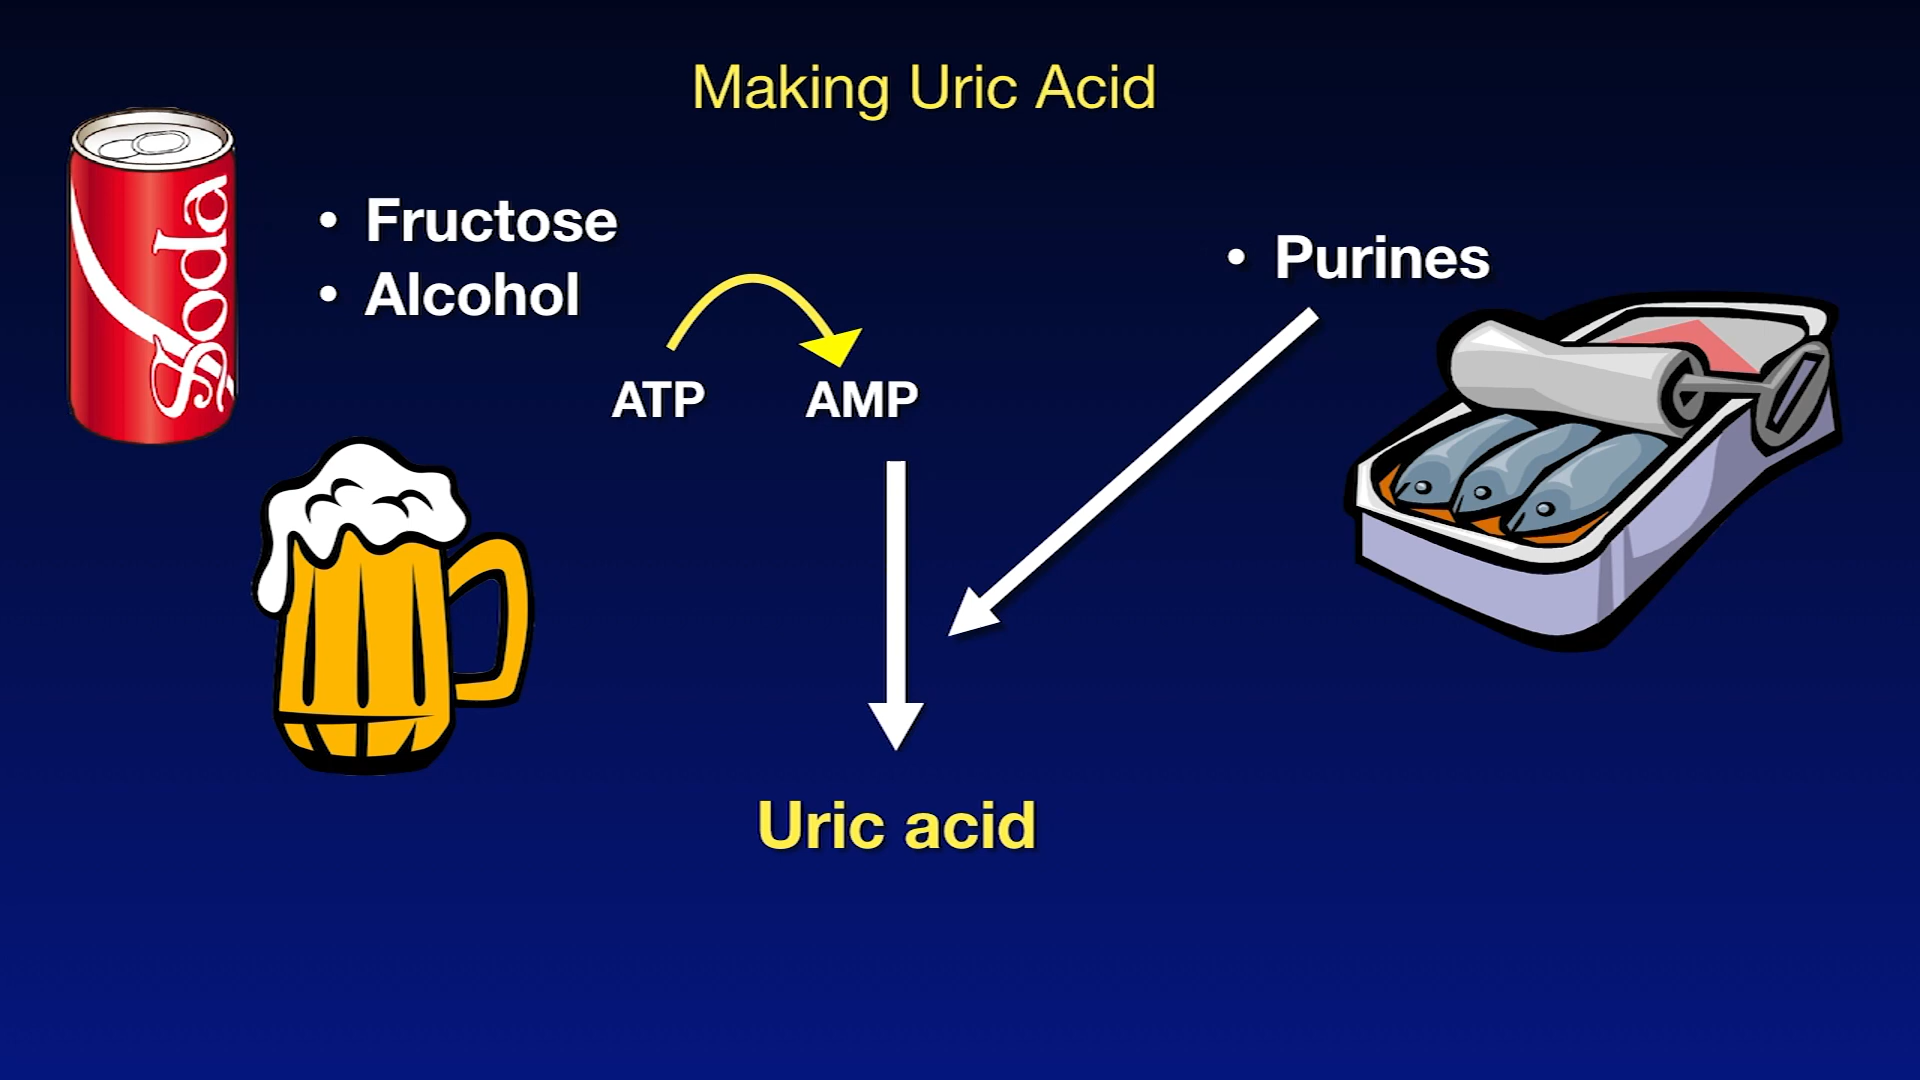 Making Uric Acid
Soda
• Fructose
• Alcohol
• Purines
ATP
AMP
Uric acid